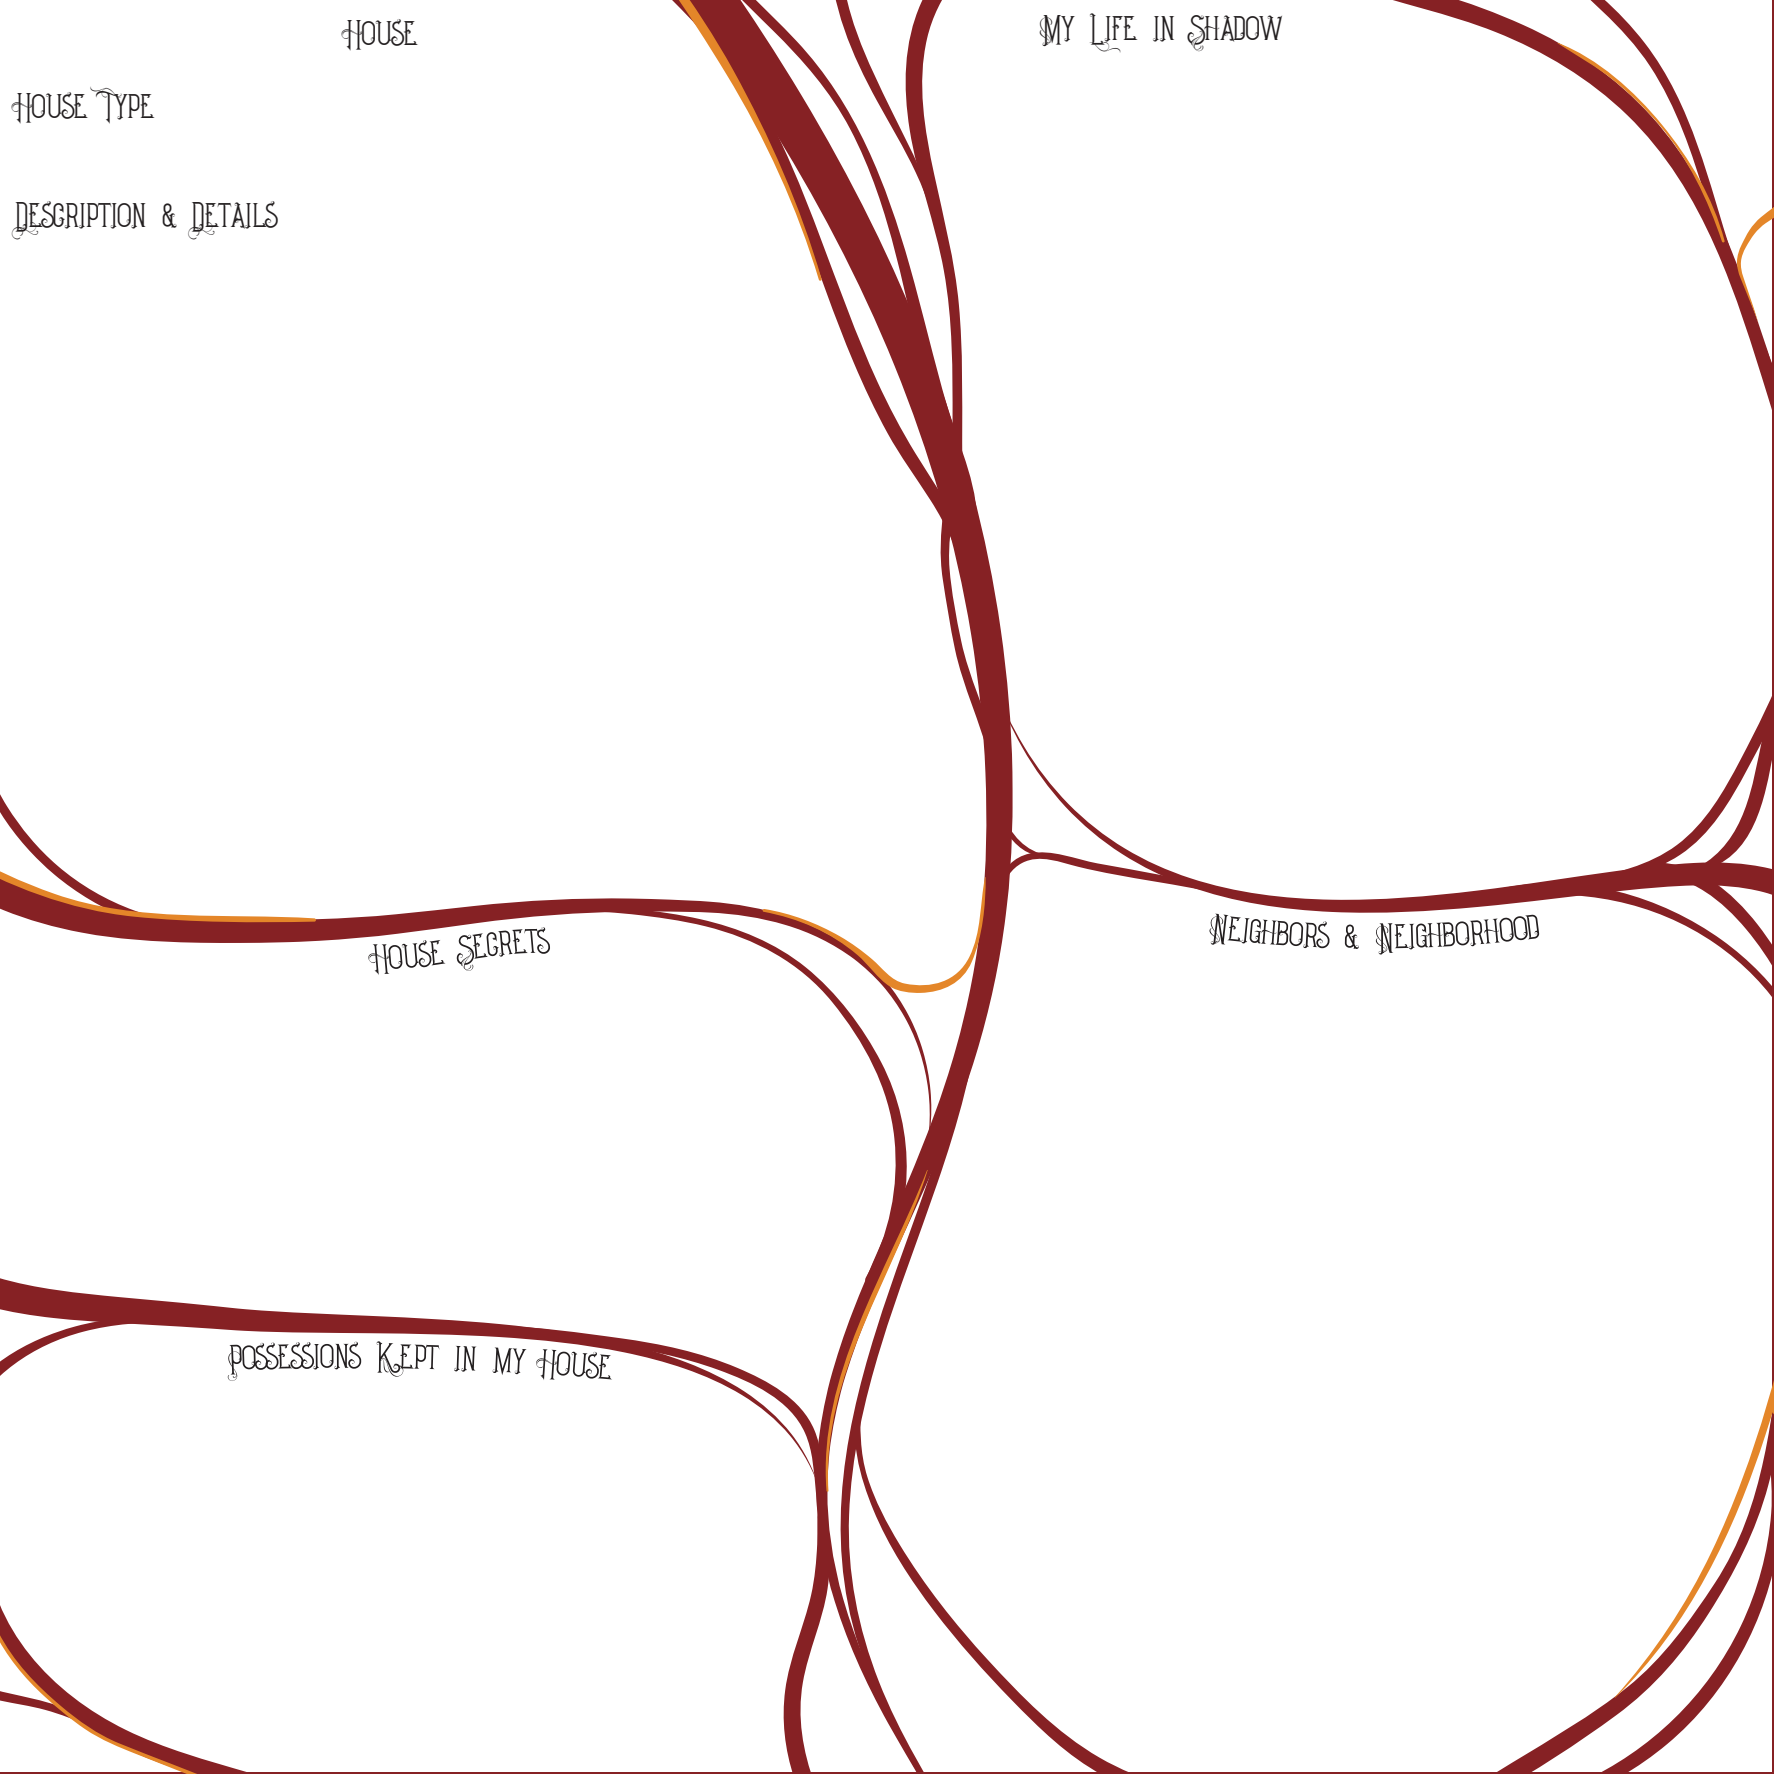 House
House Type
Description & Details
My Life in Shadow
House Secrets
Neighbors & Neighborhood
Possessions Kept in my House